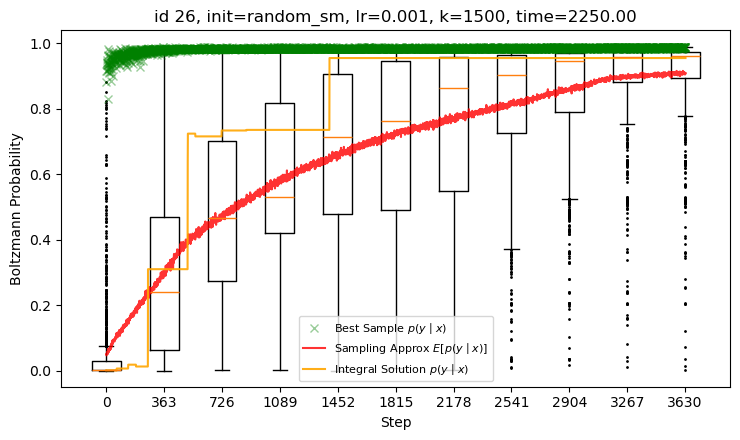 id 26, init=random_sm, lr=0.001, k=1500, time=2250.00
Boltzmann Probability
1.0
0.8
0.6
0.4
0.2
0.0
Best Sample p(y | x)
Sampling Approx E[p(y | x)]
Integral Solution p(y | x)
0 363 726 1089 1452 1815 2178 2541 2904 3267 3630
Step